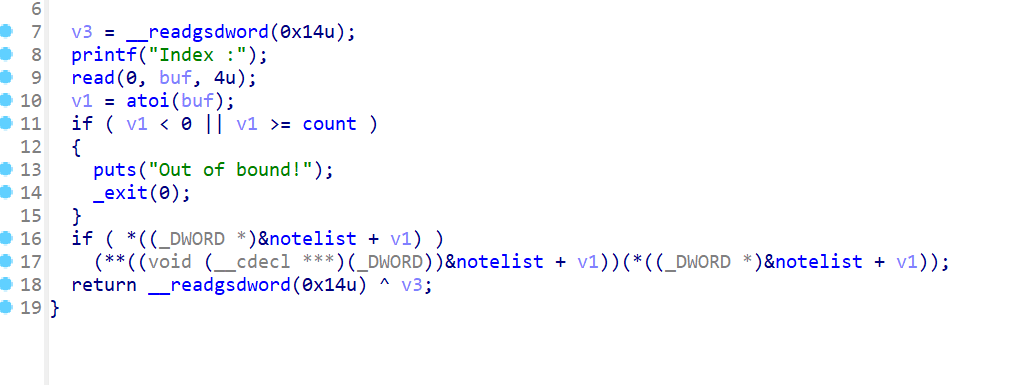 6
7 v3 = __readgsdword(0x14u);
8 printf("Index :");
9 read(0, buf, 4u);
10 v1 = atoi(buf);
11 if ( v1 < 0 || v1 >= count )
12 {
13 puts("Out of bound!");
14 _exit(0);
15 }
16 if ( *((_DWORD *)&notelist + v1) )
17 (**((void (__cdecl ***)(_DWORD))&notelist + v1))(*((_DWORD *)&notelist + v1));
18 return __readgsdword(0x14u) ^ v3;
19 }